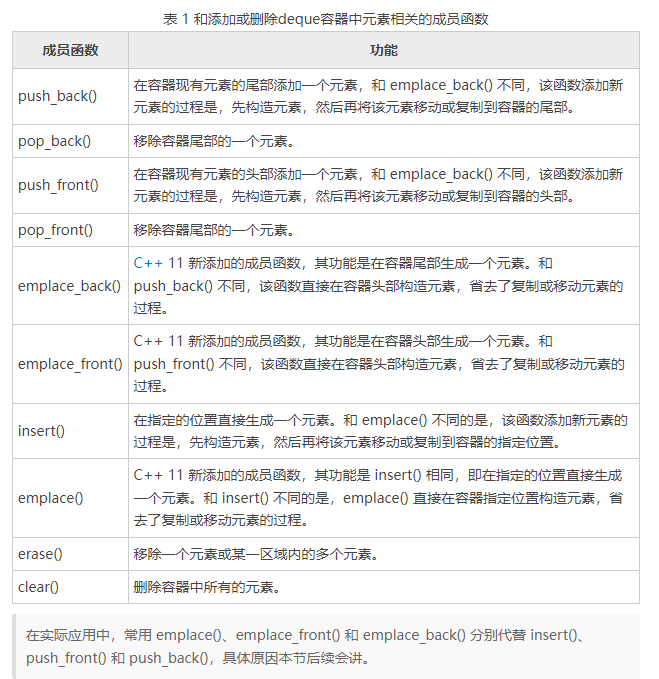 表 1 和添加或删除deque容器中元素相关的成员函数
成员函数 功能
push_back() 在容器现有元素的尾部添加一个元素，和 emplace_back() 不同，该函数添加新
元素的过程是，先构造元素，然后再将该元素移动或复制到容器的尾部。
pop_back() 移除容器尾部的一个元素。
push_front() 在容器现有元素的头部添加一个元素，和 emplace_back() 不同，该函数添加新
元素的过程是，先构造元素，然后再将该元素移动或复制到容器的头部。
pop_front() 移除容器尾部的一个元素。
emplace_back() C++ 11 新添加的成员函数，其功能是在容器尾部生成一个元素。和
push_back() 不同，该函数直接在容器头部构造元素，省去了复制或移动元素的
过程。
emplace_front() C++ 11 新添加的成员函数，其功能是在容器头部生成一个元素。和
push_front() 不同，该函数直接在容器头部构造元素，省去了复制或移动元素的
过程。
insert() 在指定的位置直接生成一个元素。和 emplace() 不同的是，该函数添加新元素的
过程是，先构造元素，然后再将该元素移动或复制到容器的指定位置。
emplace() C++ 11 新添加的成员函数，其功能是 insert() 相同，即在指定的位置直接生成
一个元素。和 insert() 不同的是，emplace() 直接在容器指定位置构造元素，省
去了复制或移动元素的过程。
erase() 移除一个元素或某一区域内的多个元素。
clear() 删除容器中所有的元素。
在实际应用中，常用 emplace()、emplace_front() 和 emplace_back() 分别代替 insert()、
push_front() 和 push_back()，具体原因本节后续会讲。